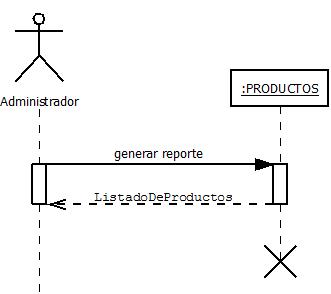 Administrador
:PRODUCTOS
generar reporte
ListadoDeProductos